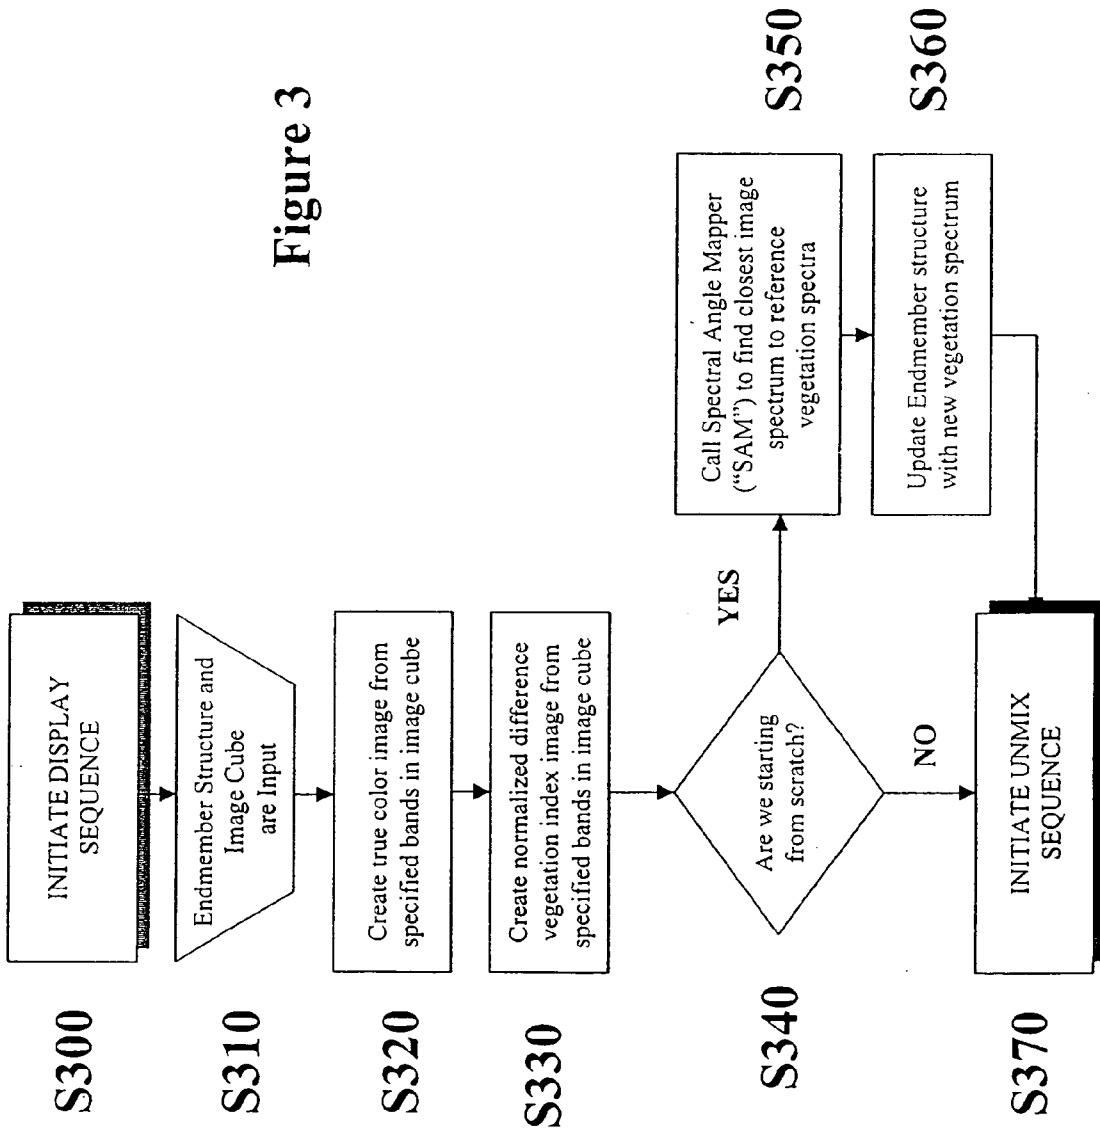 Figure 3
S300
INITIATE DISPLAY
SEQUENCE
S310
Endmember Structure and
Image Cube
are Input
S320
Create true color image from
specified bands in image cube
S330
Create normalized difference
vegetation index image from
specified bands in image cube
S340
Are we starting
from scratch?
YES
NO
S350
Call Spectral Angle Mapper
(“SAM”) to find closest image
spectrum to reference
vegetation spectra
S360
Update Endmember structure
with new vegetation spectrum
S370
INITIATE UNMIX
SEQUENCE